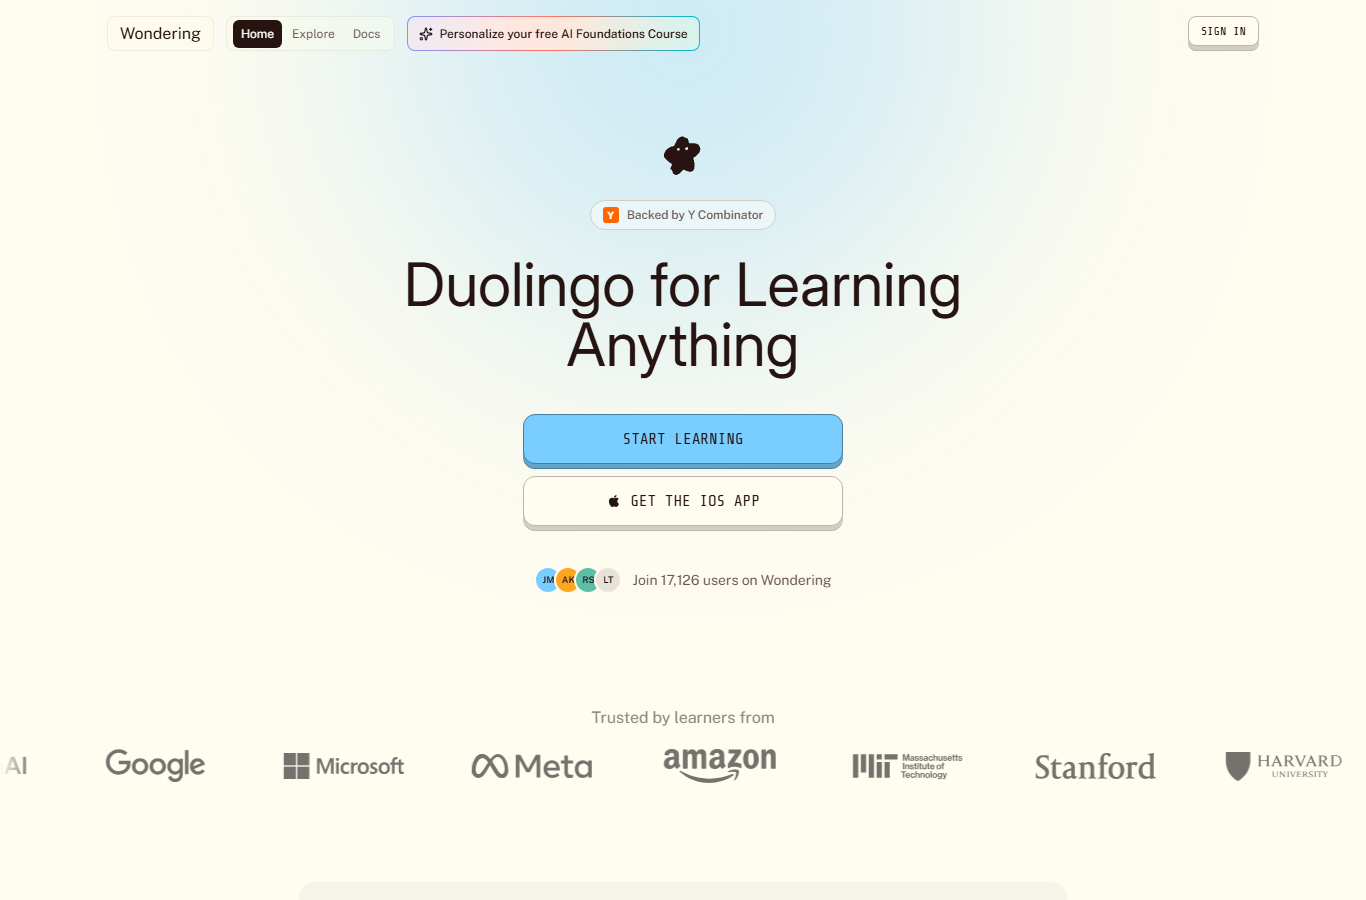 Wondering
Home
Explore
Docs
Personalize your free AI Foundations Course
SIGN IN
Y
Backed by Y Combinator
Duolingo for Learning
Anything
START LEARNING
GET THE IOS APP
JM
AK
RS
LT
Join 17,126 users on Wondering
Trusted by learners from
AI
Google
Microsoft
Meta
amazon
Massachusetts
Institute of
Technology
Stanford
HARVARD
UNIVERSITY